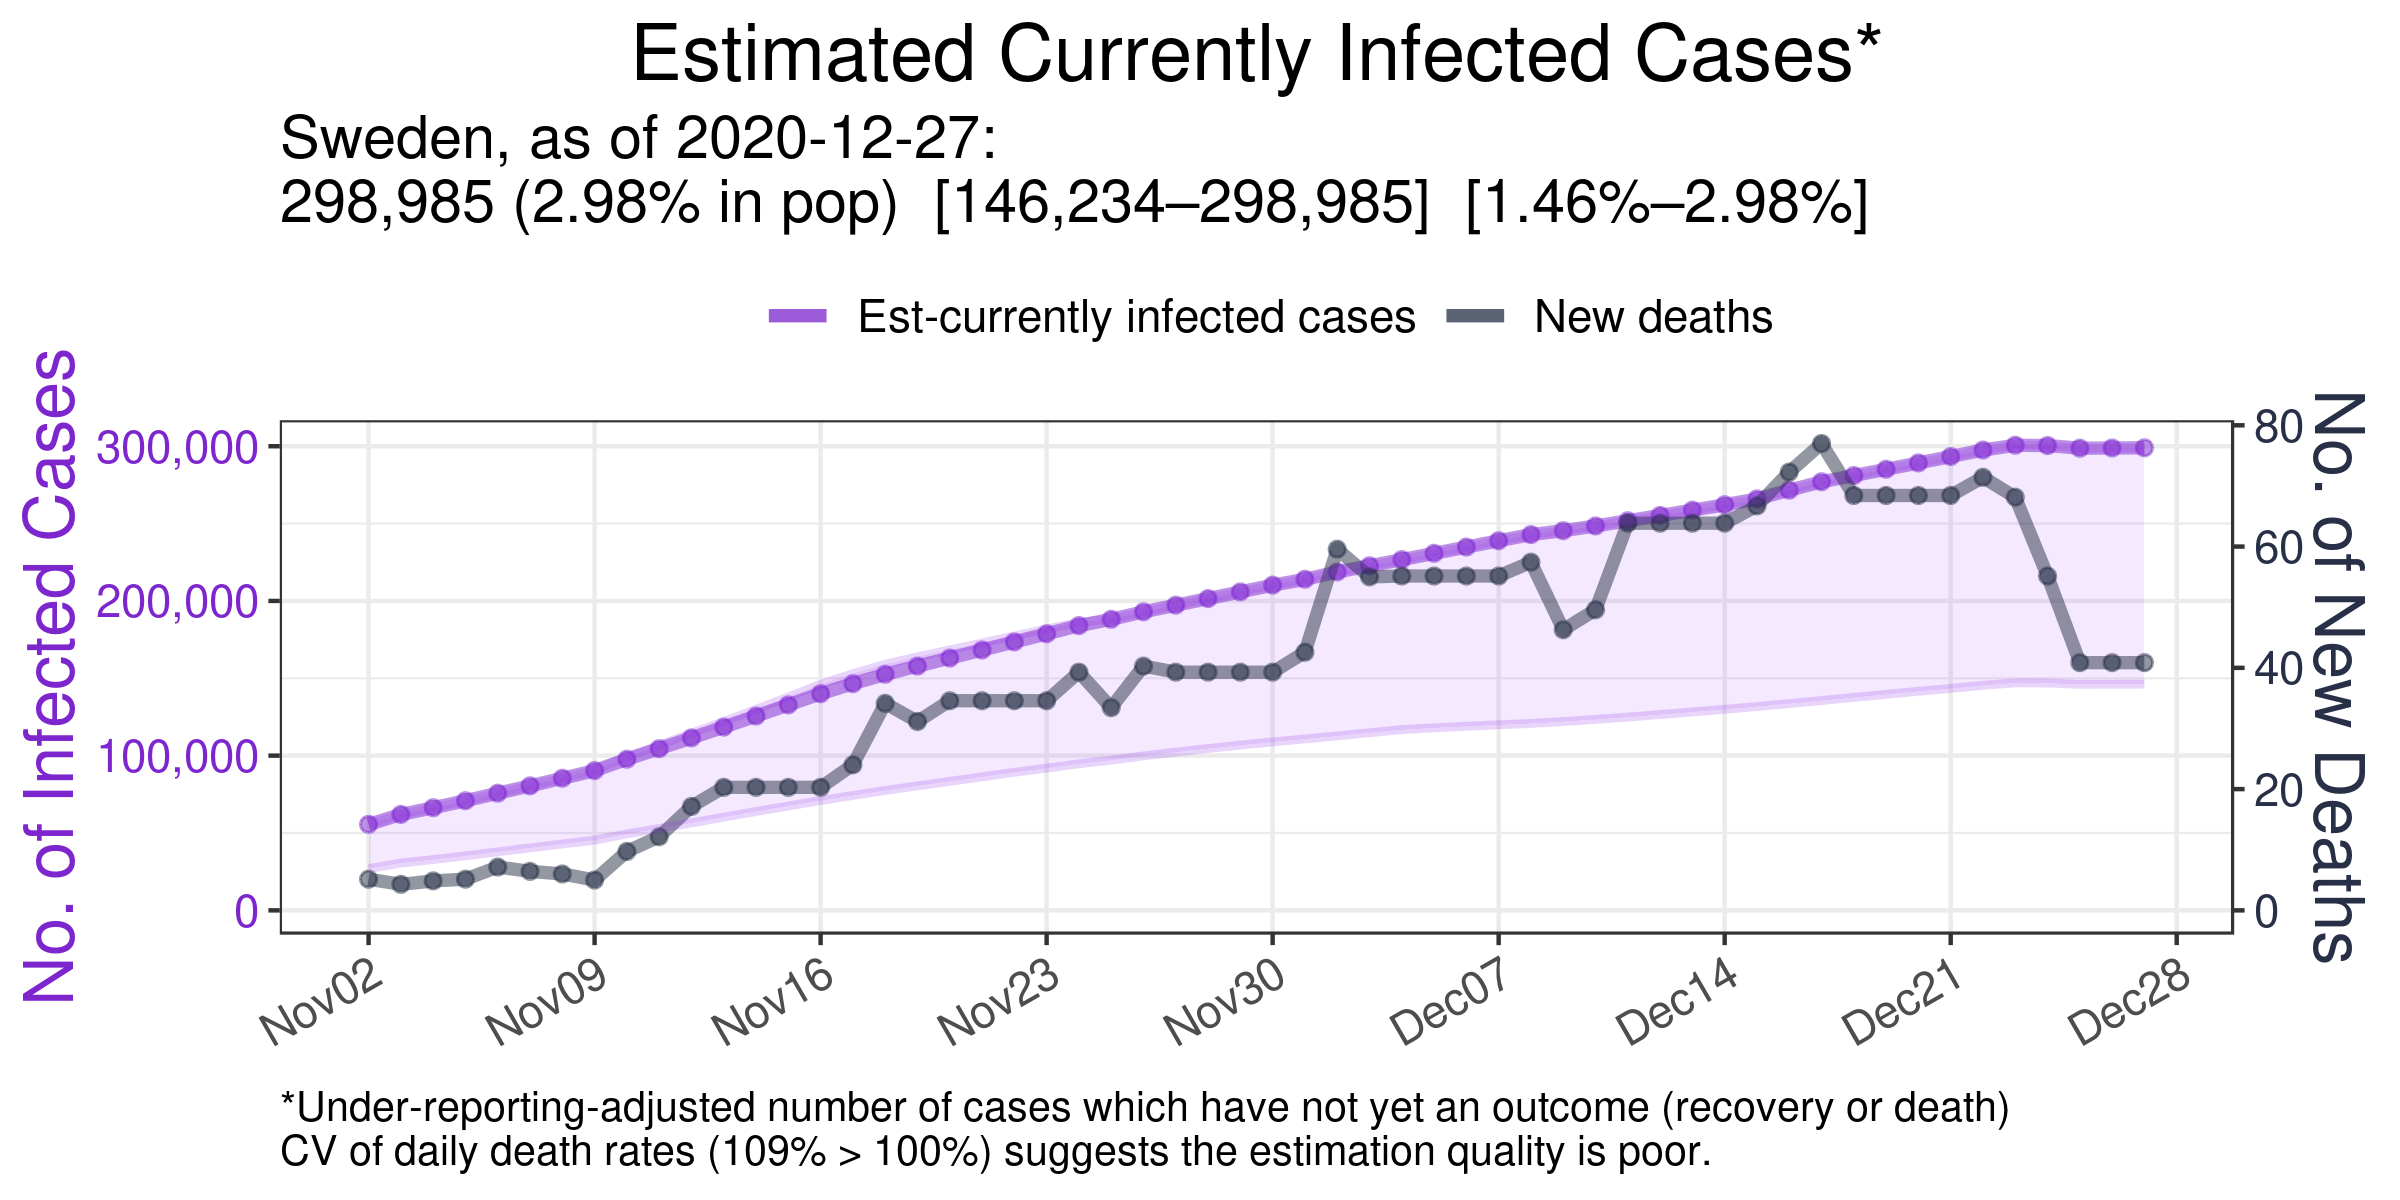 Estimated Currently Infected Cases*
Sweden, as of 2020-12-27:
298,985 (2.98% in pop)  [146,234–298,985]  [1.46%–2.98%]
Est-currently infected cases
New deaths
No. of Infected Cases
300,000
200,000
100,000
0
80
60
40
20
0
No. of New Deaths
Nov02
Nov09
Nov16
Nov23
Nov30
Dec07
Dec14
Dec21
Dec28
*Under-reporting-adjusted number of cases which have not yet an outcome (recovery or death)
CV of daily death rates (109% > 100%) suggests the estimation quality is poor.